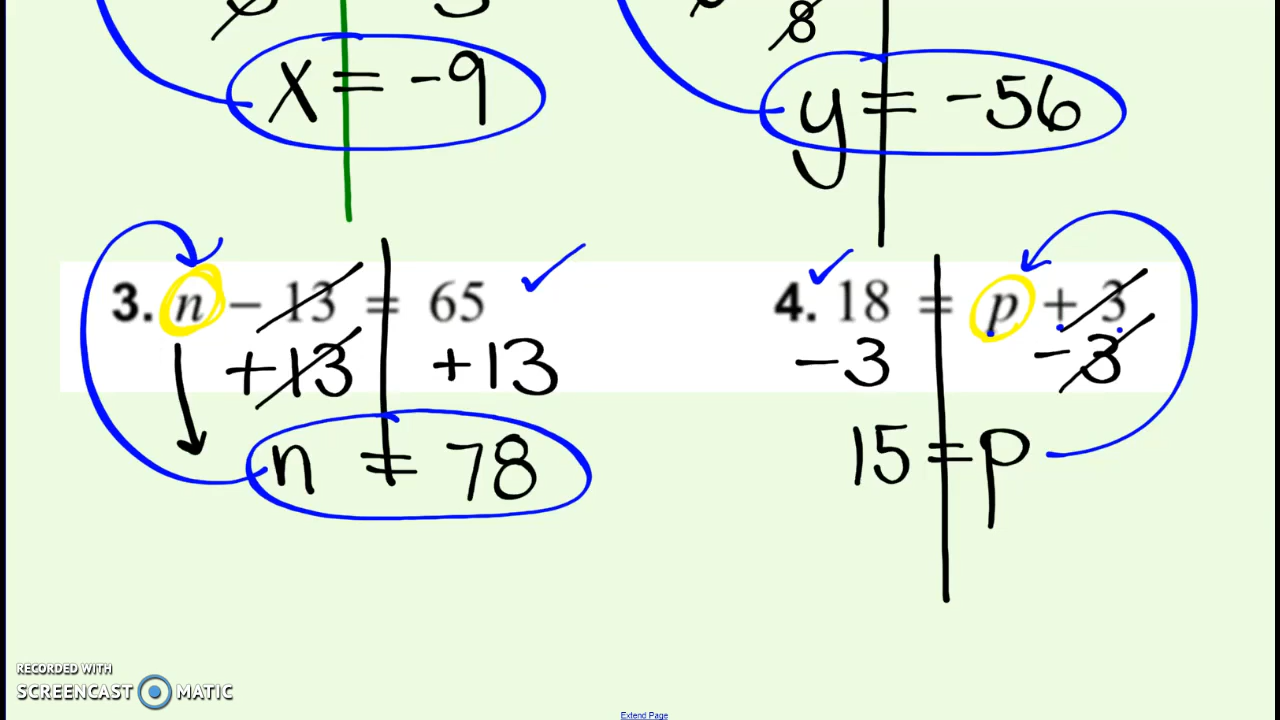 8
x = -9
y = -56
3. n - 13 = 65
+13 +13
n = 78
4. 18 = p + 3
-3 -3
15 = p
RECORDED WITH
SCREENCAST MATIC
Extend Page